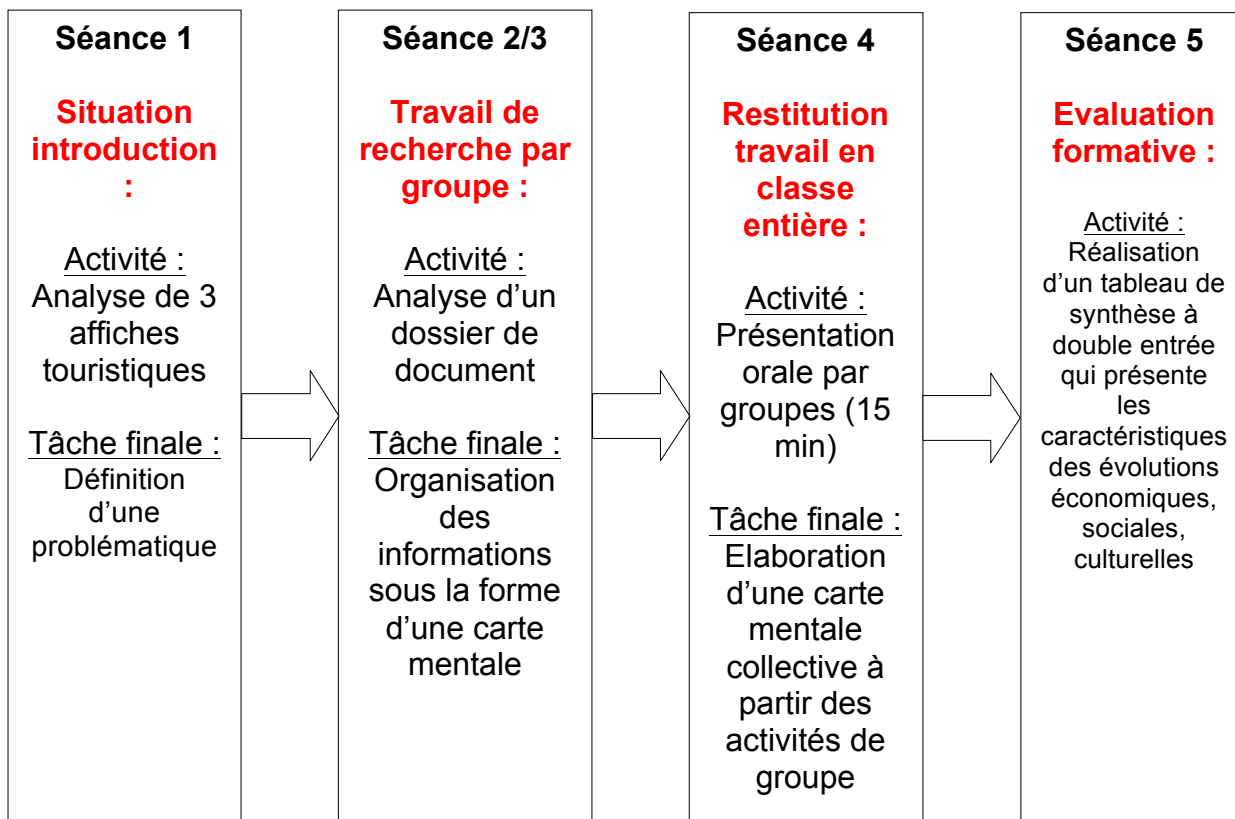 Séance 1
Situation
introduction
:
Activité :
Analyse de 3
affiches
touristiques
Tâche finale :
Définition
d’une
problématique
Séance 2/3
Travail de
recherche par
groupe :
Activité :
Analyse d’un
dossier de
document
Tâche finale :
Organisation
des
informations
sous la forme
d’une carte
mentale
Séance 4
Restitution
travail en
classe
entière :
Activité :
Présentation
orale par
groupes (15
min)
Tâche finale :
Elaboration
d’une carte
mentale
collective à
partir des
activités de
groupe
Séance 5
Evaluation
formative :
Activité :
Réalisation
d’un tableau de
synthèse à
double entrée
qui présente
les
caractéristiques
des évolutions
économiques,
sociales,
culturelles